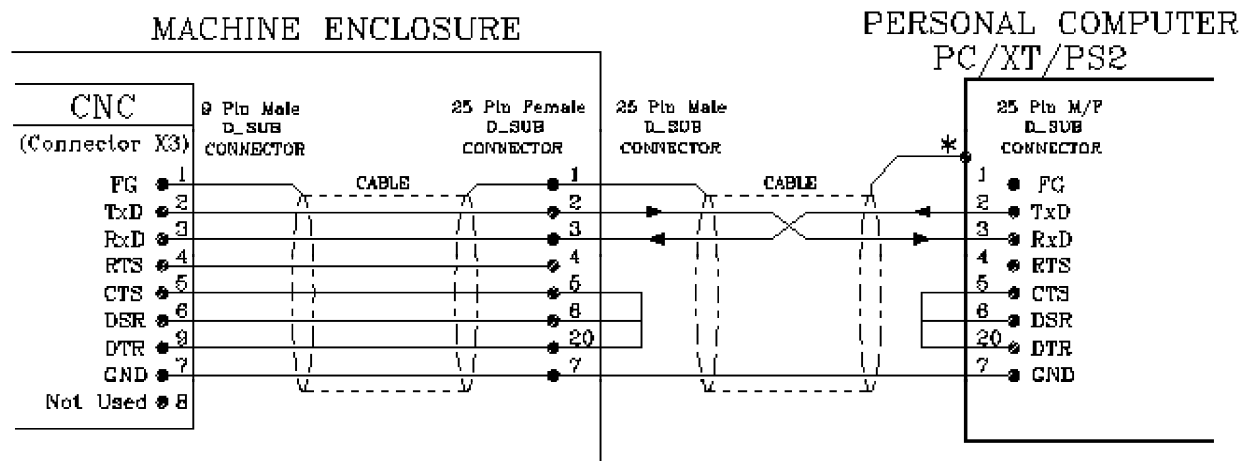 MACHINE ENCLOSURE
PERSONAL COMPUTER
PC/XT/PS2
CNC
(Connector X3)
9 Pin Male
D_SUB
CONNECTOR
25 Pin Female
D_SUB
CONNECTOR
25 Pin Male
D_SUB
CONNECTOR
25 Pin M/F
D_SUB
CONNECTOR
*
FG 1 CABLE 1 CABLE 1 FG
TxD 2 2 2 TxD
RxD 3 3 3 RxD
RTS 4 4 4 RTS
CTS 5 5 5 CTS
DSR 6 6 6 DSR
DTR 9 20 20 DTR
GND 7 7 7 GND
Not Used 8